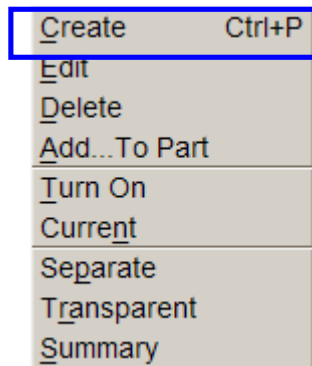 Create Ctrl+P
Edit
Delete
Add...To Part
Turn On
Current
Separate
Transparent
Summary